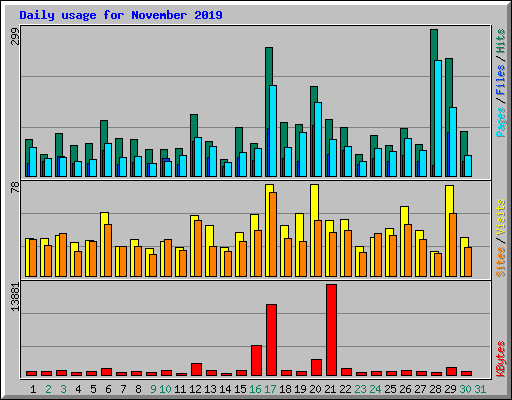 Daily usage for November 2019
299
Pages / Files / Hits
78
Sites / Visits
13881
KBytes
1 2 3 4 5 6 7 8 9 10 11 12 13 14 15 16 17 18 19 20 21 22 23 24 25 26 27 28 29 30 31